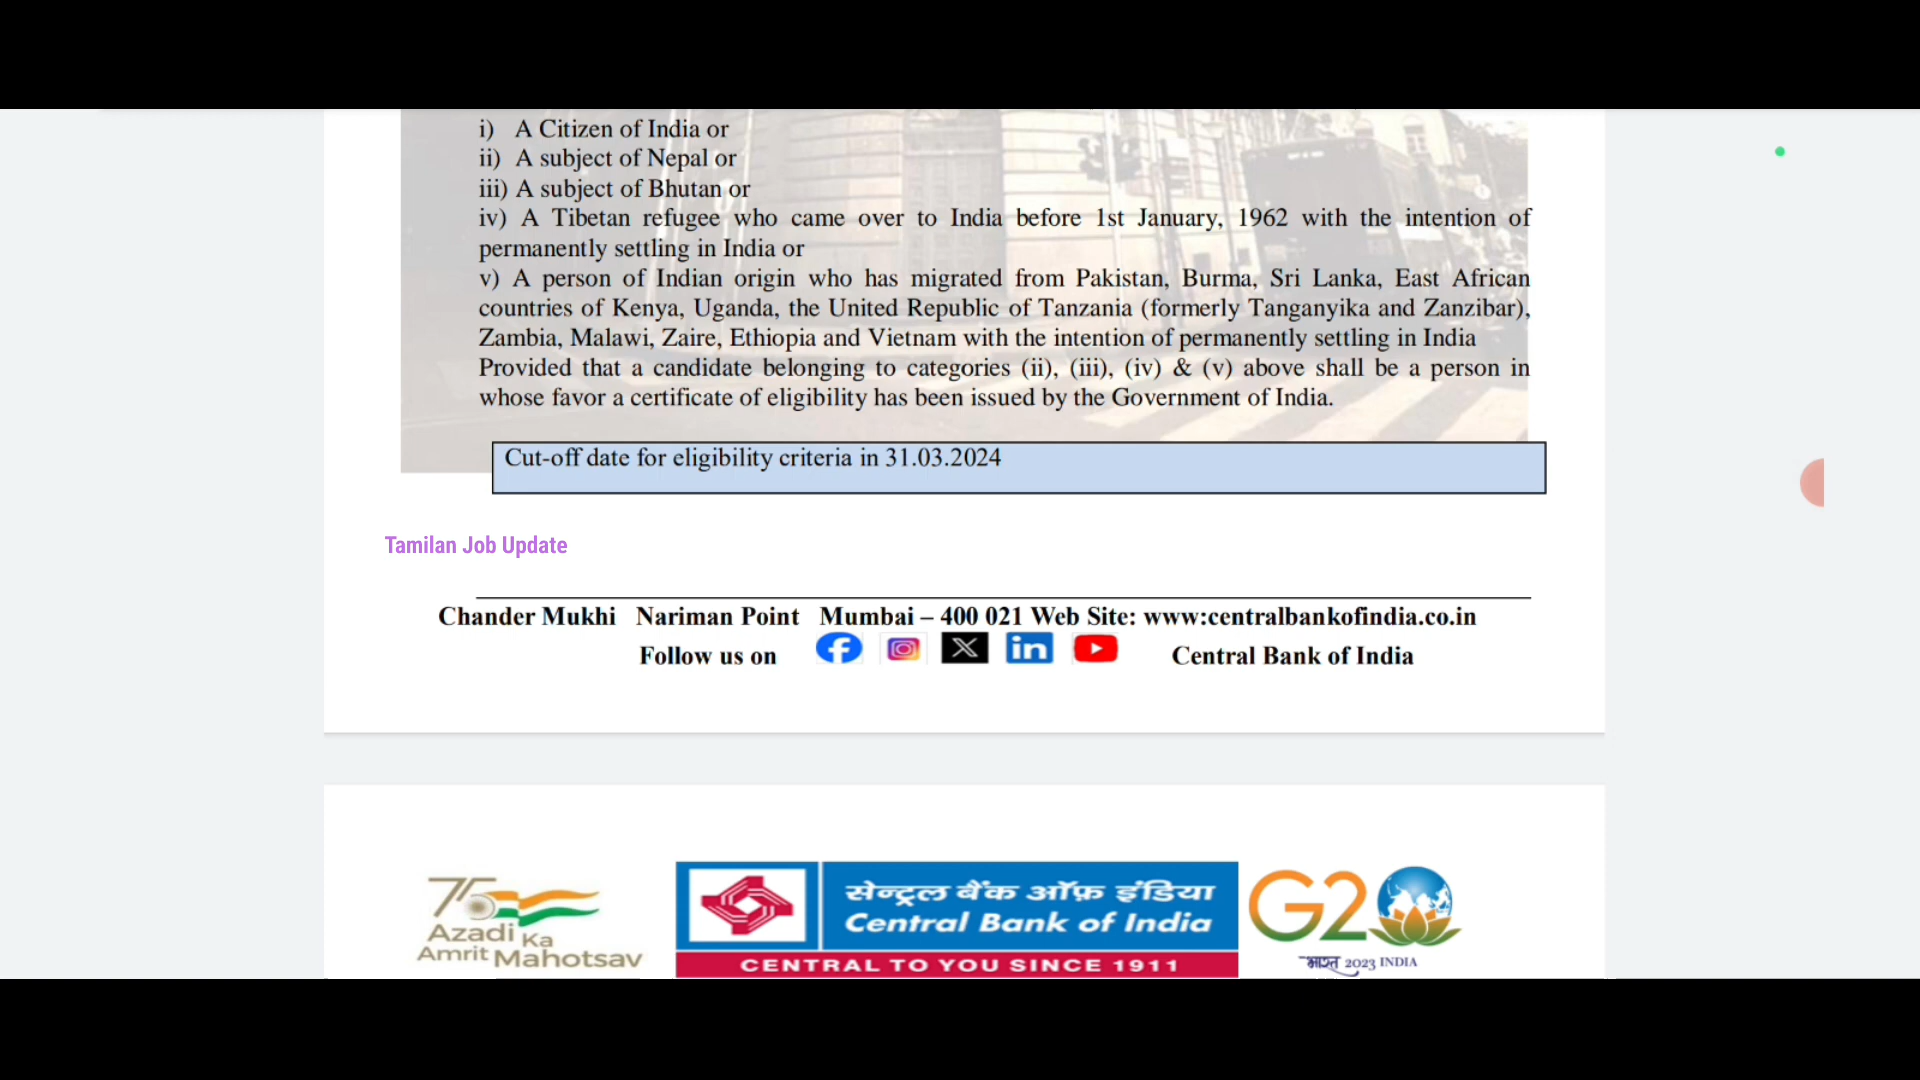 i) A Citizen of India or
ii) A subject of Nepal or
iii) A subject of Bhutan or
iv) A Tibetan refugee who came over to India before 1st January, 1962 with the intention of
permanently settling in India or
v) A person of Indian origin who has migrated from Pakistan, Burma, Sri Lanka, East African
countries of Kenya, Uganda, the United Republic of Tanzania (formerly Tanganyika and Zanzibar),
Zambia, Malawi, Zaire, Ethiopia and Vietnam with the intention of permanently settling in India
Provided that a candidate belonging to categories (ii), (iii), (iv) & (v) above shall be a person in
whose favor a certificate of eligibility has been issued by the Government of India.
Cut-off date for eligibility criteria in 31.03.2024
Tamilan Job Update
Chander Mukhi Nariman Point Mumbai – 400 021 Web Site: www:centralbankofindia.co.in
Follow us on Central Bank of India
75
Azadi Ka
Amrit Mahotsav
सेन्ट्रल बैंक ऑफ़ इंडिया
Central Bank of India
CENTRAL TO YOU SINCE 1911
G20
भारत 2023 INDIA